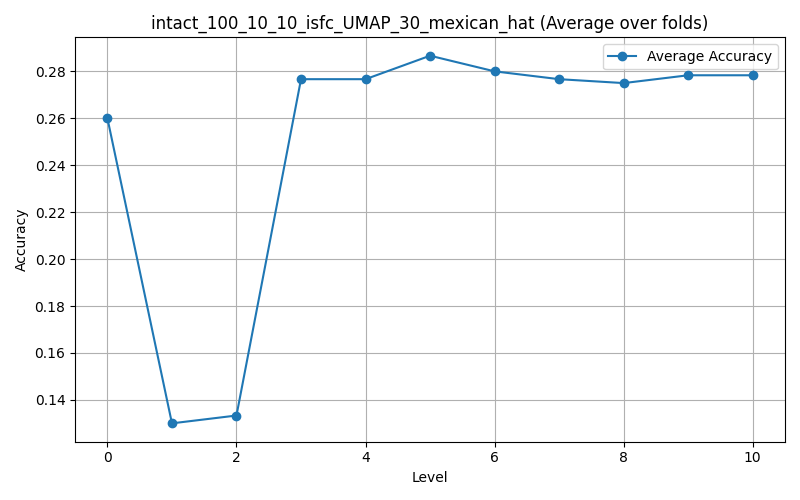 intact_100_10_10_isfc_UMAP_30_mexican_hat (Average over folds)
Average Accuracy
Accuracy
0.28
0.26
0.24
0.22
0.20
0.18
0.16
0.14
0 2 4 6 8 10
Level